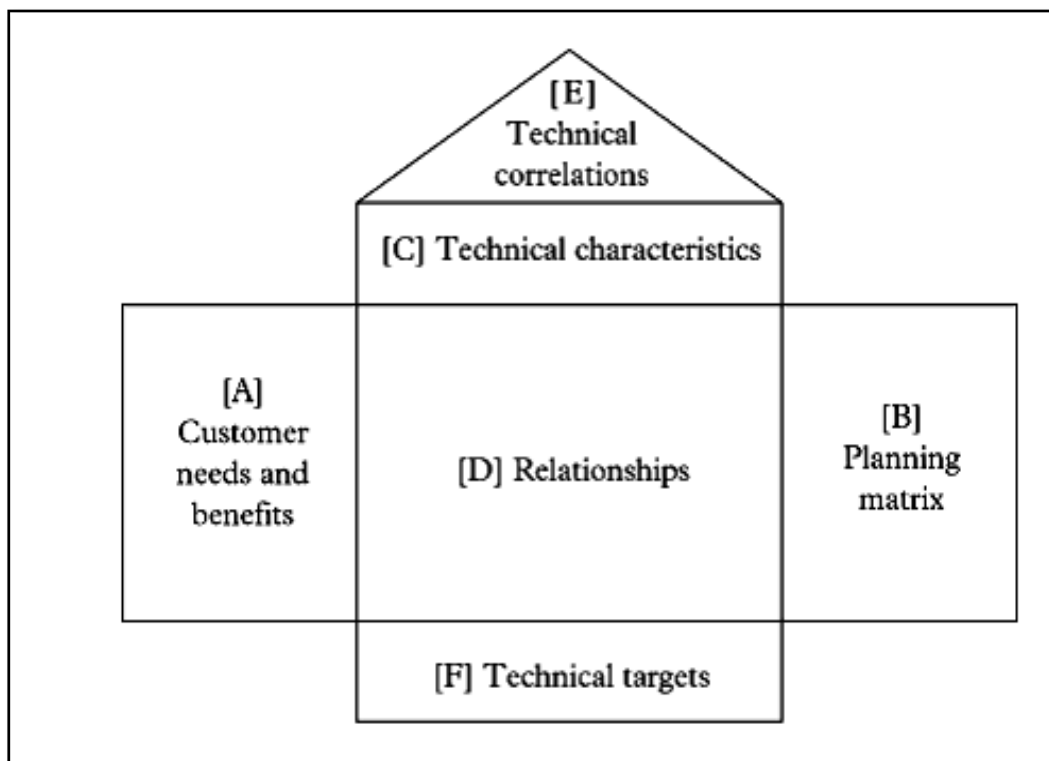 [E]
Technical
correlations
[C] Technical characteristics
[A]
Customer
needs and
benefits
[D] Relationships
[B]
Planning
matrix
[F] Technical targets